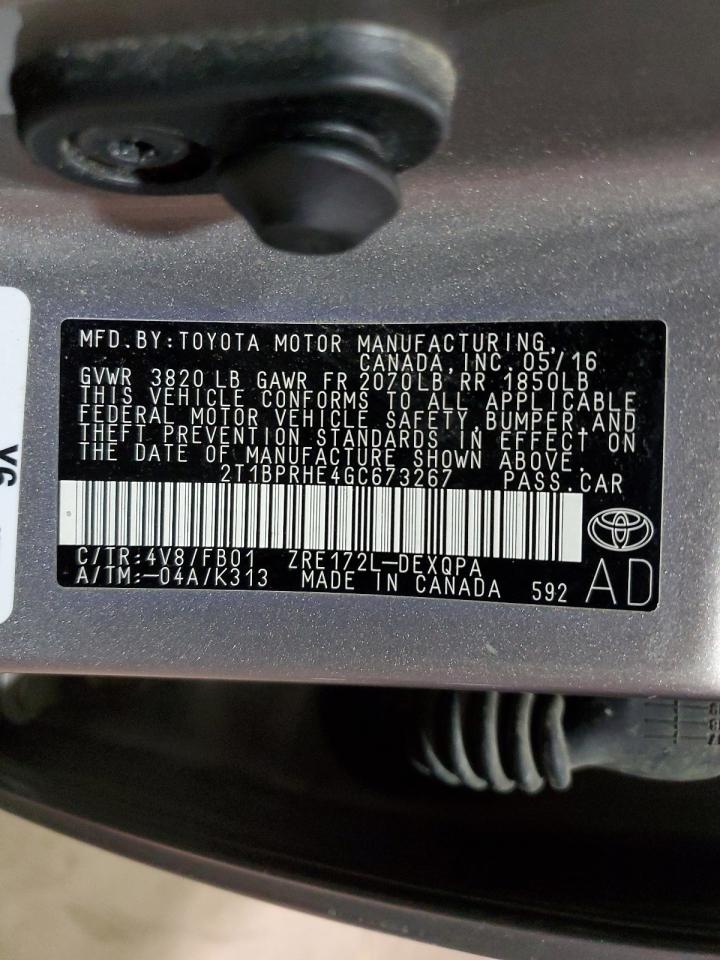 MFD.BY:TOYOTA MOTOR MANUFACTURING,
CANADA,INC.05/16
GVWR 3820 LB GAWR FR 2070LB RR 1850LB
THIS VEHICLE CONFORMS TO ALL APPLICABLE
FEDERAL MOTOR VEHICLE SAFETY,BUMPER,AND
THEFT PREVENTION STANDARDS IN EFFECT ON
THE DATE OF MANUFACTURE SHOWN ABOVE.
2T1BPRHE4GC673267 PASS.CAR
C/TR:4V8/FB01 ZRE172L-DEXQPA
A/TM:-04A/K313 MADE IN CANADA 592 AD